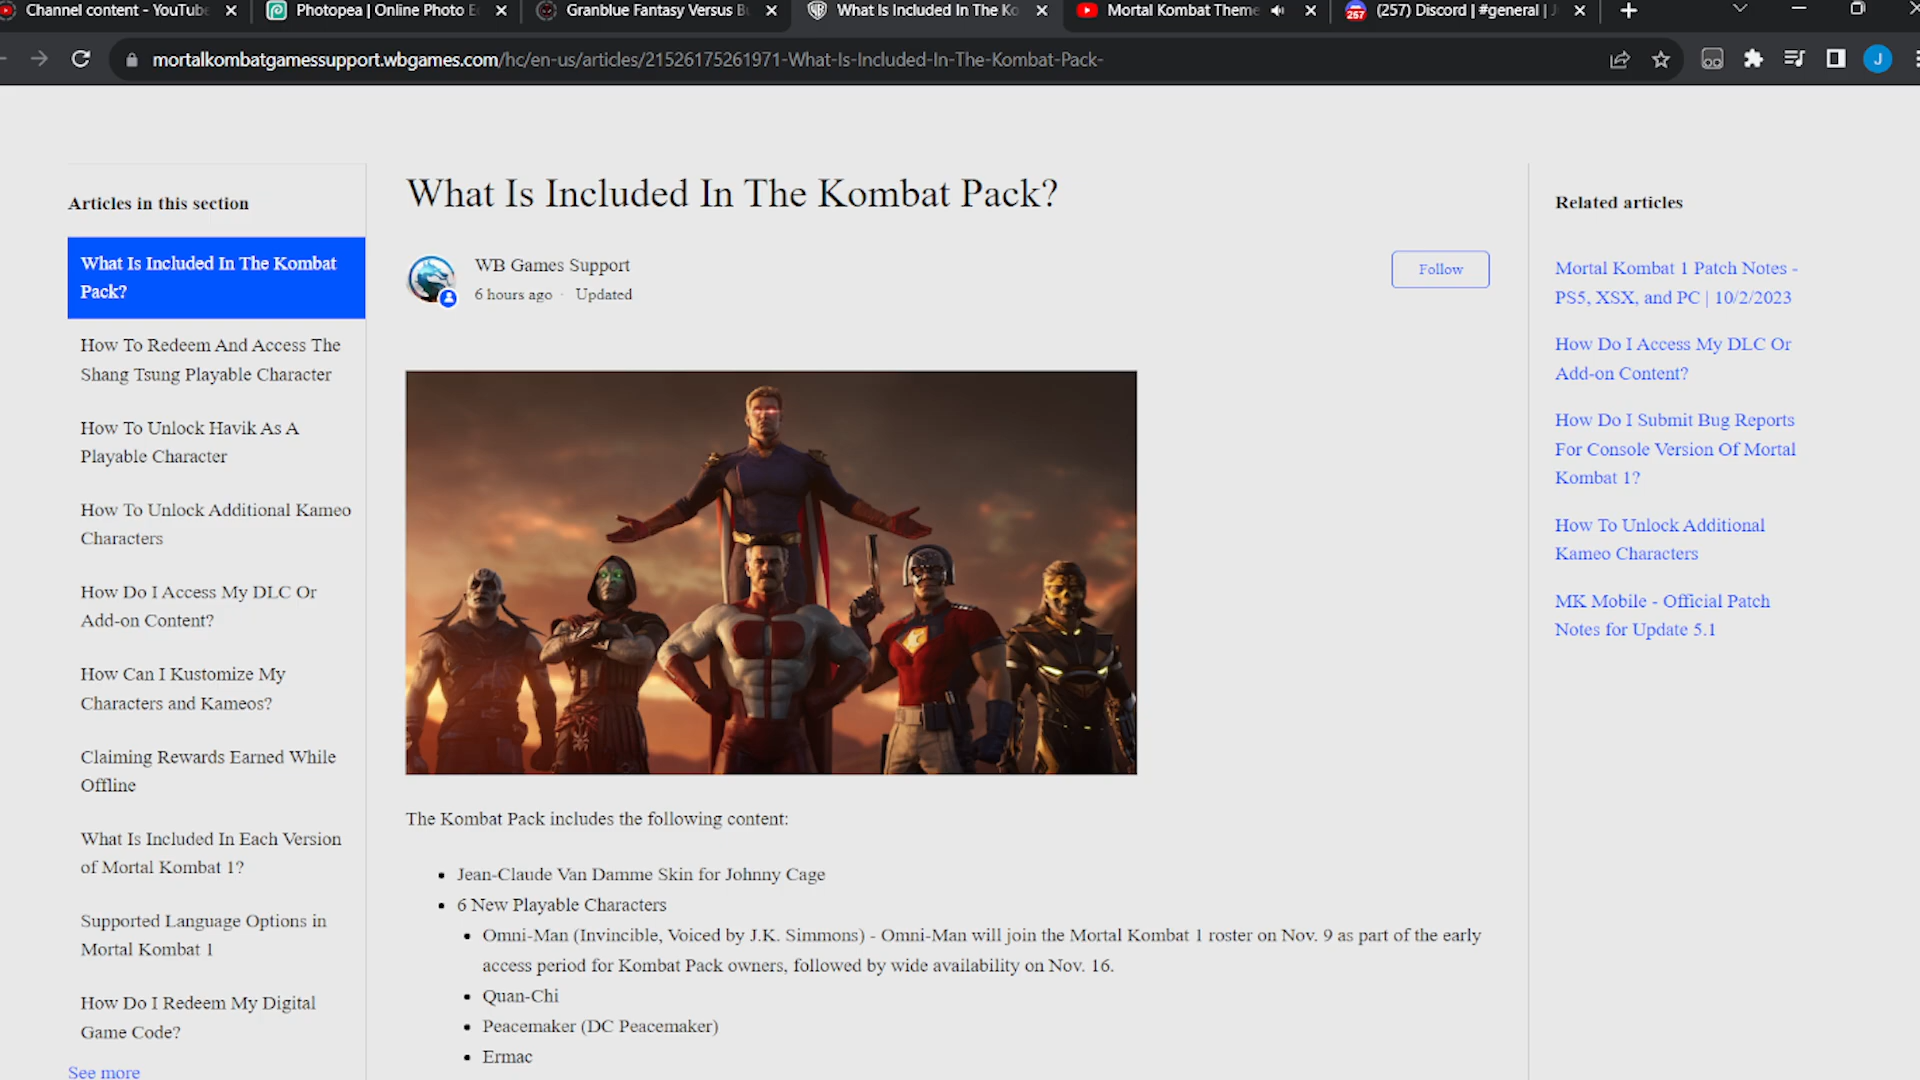 Channel content - YouTube
Photopea | Online Photo E
Granblue Fantasy Versus
What Is Included In The Ko
Mortal Kombat Theme
257
(257) Discord | #general |
mortalkombatgamessupport.wbgames.com/hc/en-us/articles/21526175261971-What-Is-Included-In-The-Kombat-Pack-
J
Articles in this section
What Is Included In The Kombat
Pack?
How To Redeem And Access The
Shang Tsung Playable Character
How To Unlock Havik As A
Playable Character
How To Unlock Additional Kameo
Characters
How Do I Access My DLC Or
Add-on Content?
How Can I Kustomize My
Characters and Kameos?
Claiming Rewards Earned While
Offline
What Is Included In Each Version
of Mortal Kombat 1?
Supported Language Options in
Mortal Kombat 1
How Do I Redeem My Digital
Game Code?
See more
What Is Included In The Kombat Pack?
WB Games Support
6 hours ago · Updated
Follow
The Kombat Pack includes the following content:
• Jean-Claude Van Damme Skin for Johnny Cage
• 6 New Playable Characters
• Omni-Man (Invincible, Voiced by J.K. Simmons) - Omni-Man will join the Mortal Kombat 1 roster on Nov. 9 as part of the early
access period for Kombat Pack owners, followed by wide availability on Nov. 16.
• Quan-Chi
• Peacemaker (DC Peacemaker)
• Ermac
Related articles
Mortal Kombat 1 Patch Notes -
PS5, XSX, and PC | 10/2/2023
How Do I Access My DLC Or
Add-on Content?
How Do I Submit Bug Reports
For Console Version Of Mortal
Kombat 1?
How To Unlock Additional
Kameo Characters
MK Mobile - Official Patch
Notes for Update 5.1